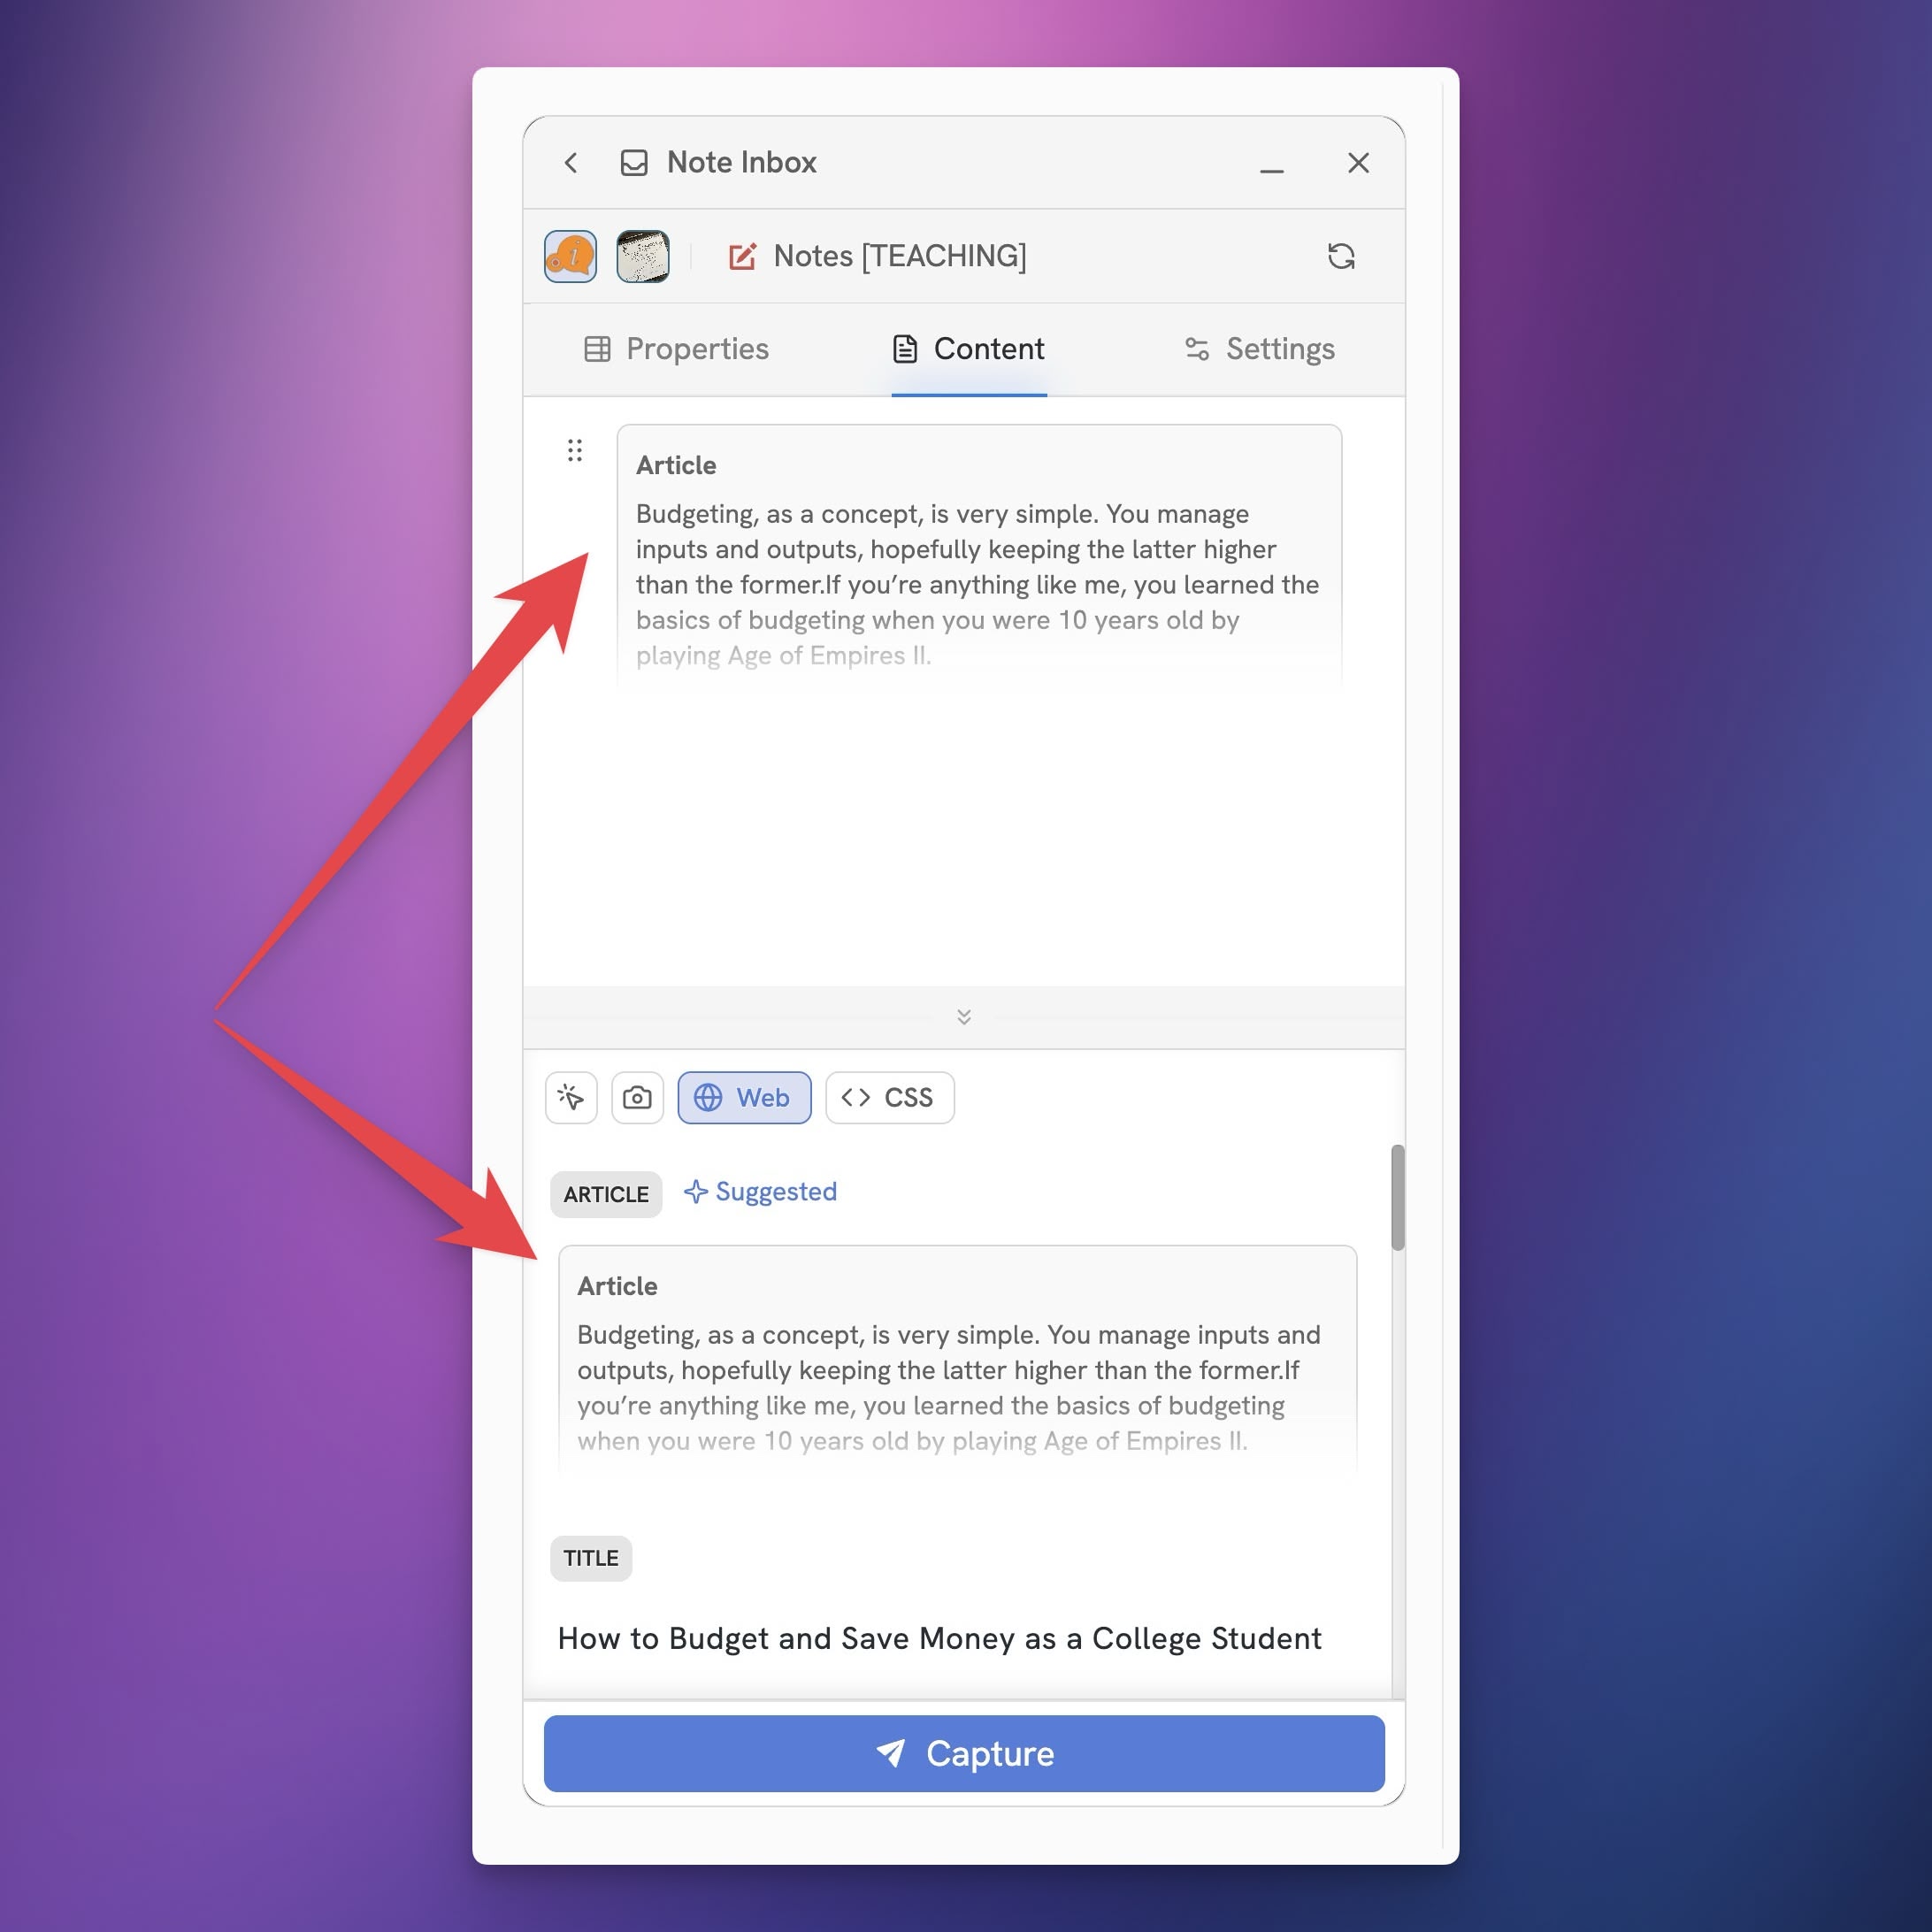 Note Inbox
Notes [TEACHING]
Properties
Content
Settings
Article
Budgeting, as a concept, is very simple. You manage
inputs and outputs, hopefully keeping the latter higher
than the former.If you’re anything like me, you learned the
basics of budgeting when you were 10 years old by
playing Age of Empires II.
Web
<> CSS
ARTICLE
Suggested
Article
Budgeting, as a concept, is very simple. You manage inputs and
outputs, hopefully keeping the latter higher than the former.If
you’re anything like me, you learned the basics of budgeting
when you were 10 years old by playing Age of Empires II.
TITLE
How to Budget and Save Money as a College Student
Capture